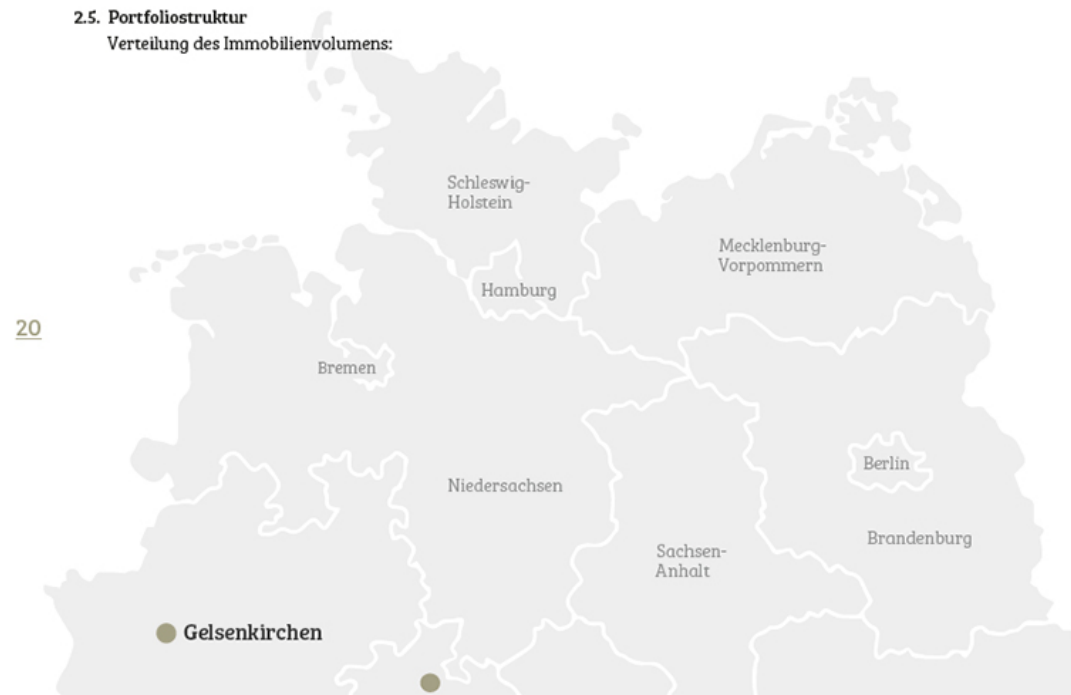 2.5. Portfoliostruktur
Verteilung des Immobilienvolumens:
Schleswig-
Holstein
Mecklenburg-
Vorpommern
Hamburg
20
Bremen
Berlin
Niedersachsen
Brandenburg
Sachsen-
Anhalt
Gelsenkirchen